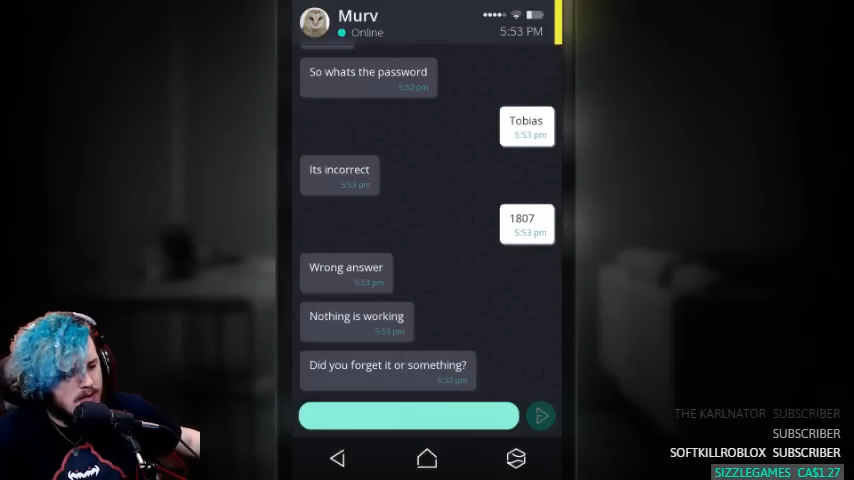 Murv
Online
5:53 PM
So whats the password
5:52 pm
Tobias
5:53 pm
Its incorrect
5:53 pm
1807
5:53 pm
Wrong answer
5:53 pm
Nothing is working
5:53 pm
Did you forget it or something?
5:53 pm
THE KARLNATOR SUBSCRIBER
SUBSCRIBER
SOFTKILLROBLOX SUBSCRIBER
SIZZLEGAMES CA$1.27